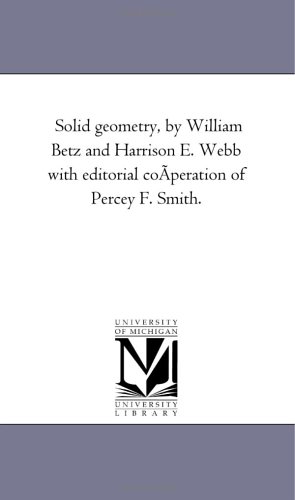 Solid geometry, by William
Betz and Harrison E. Webb
with editorial coÃperation of
Percey F. Smith.
UNIVERSITY
OF MICHIGAN
UNIVERSITY
LIBRARY